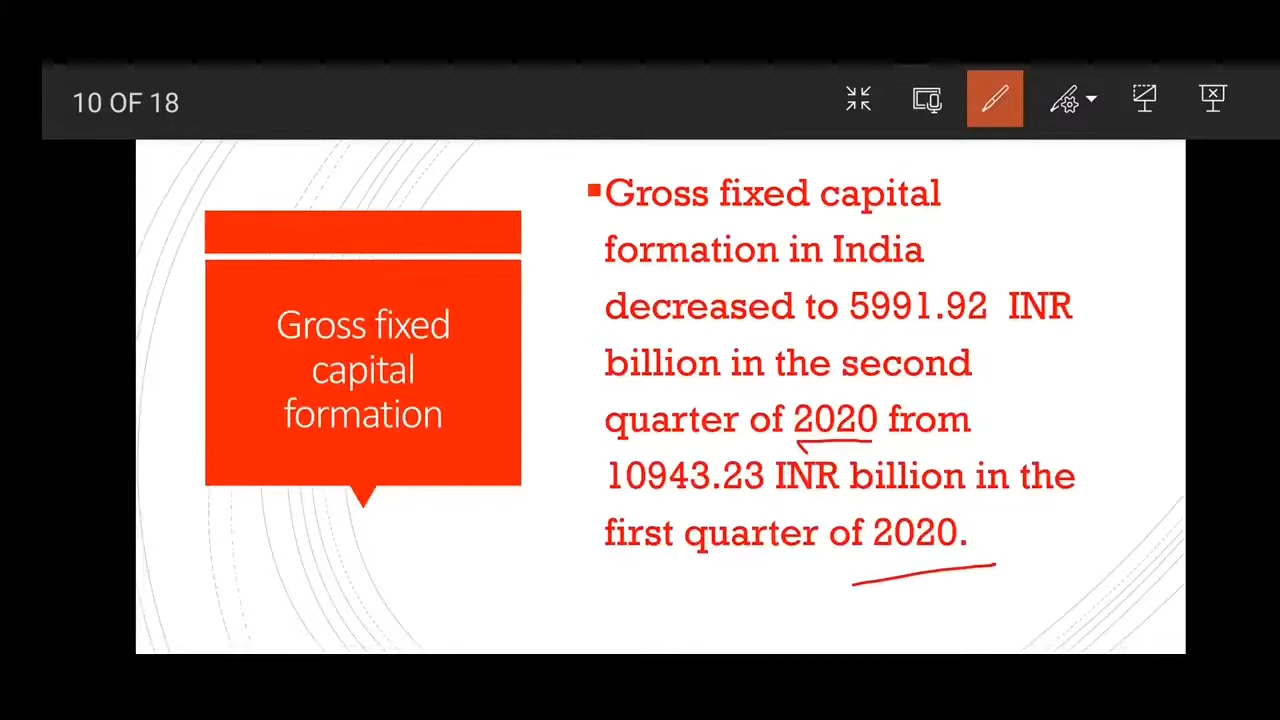 10 OF 18
Gross fixed
capital
formation
Gross fixed capital
formation in India
decreased to 5991.92 INR
billion in the second
quarter of 2020 from
10943.23 INR billion in the
first quarter of 2020.